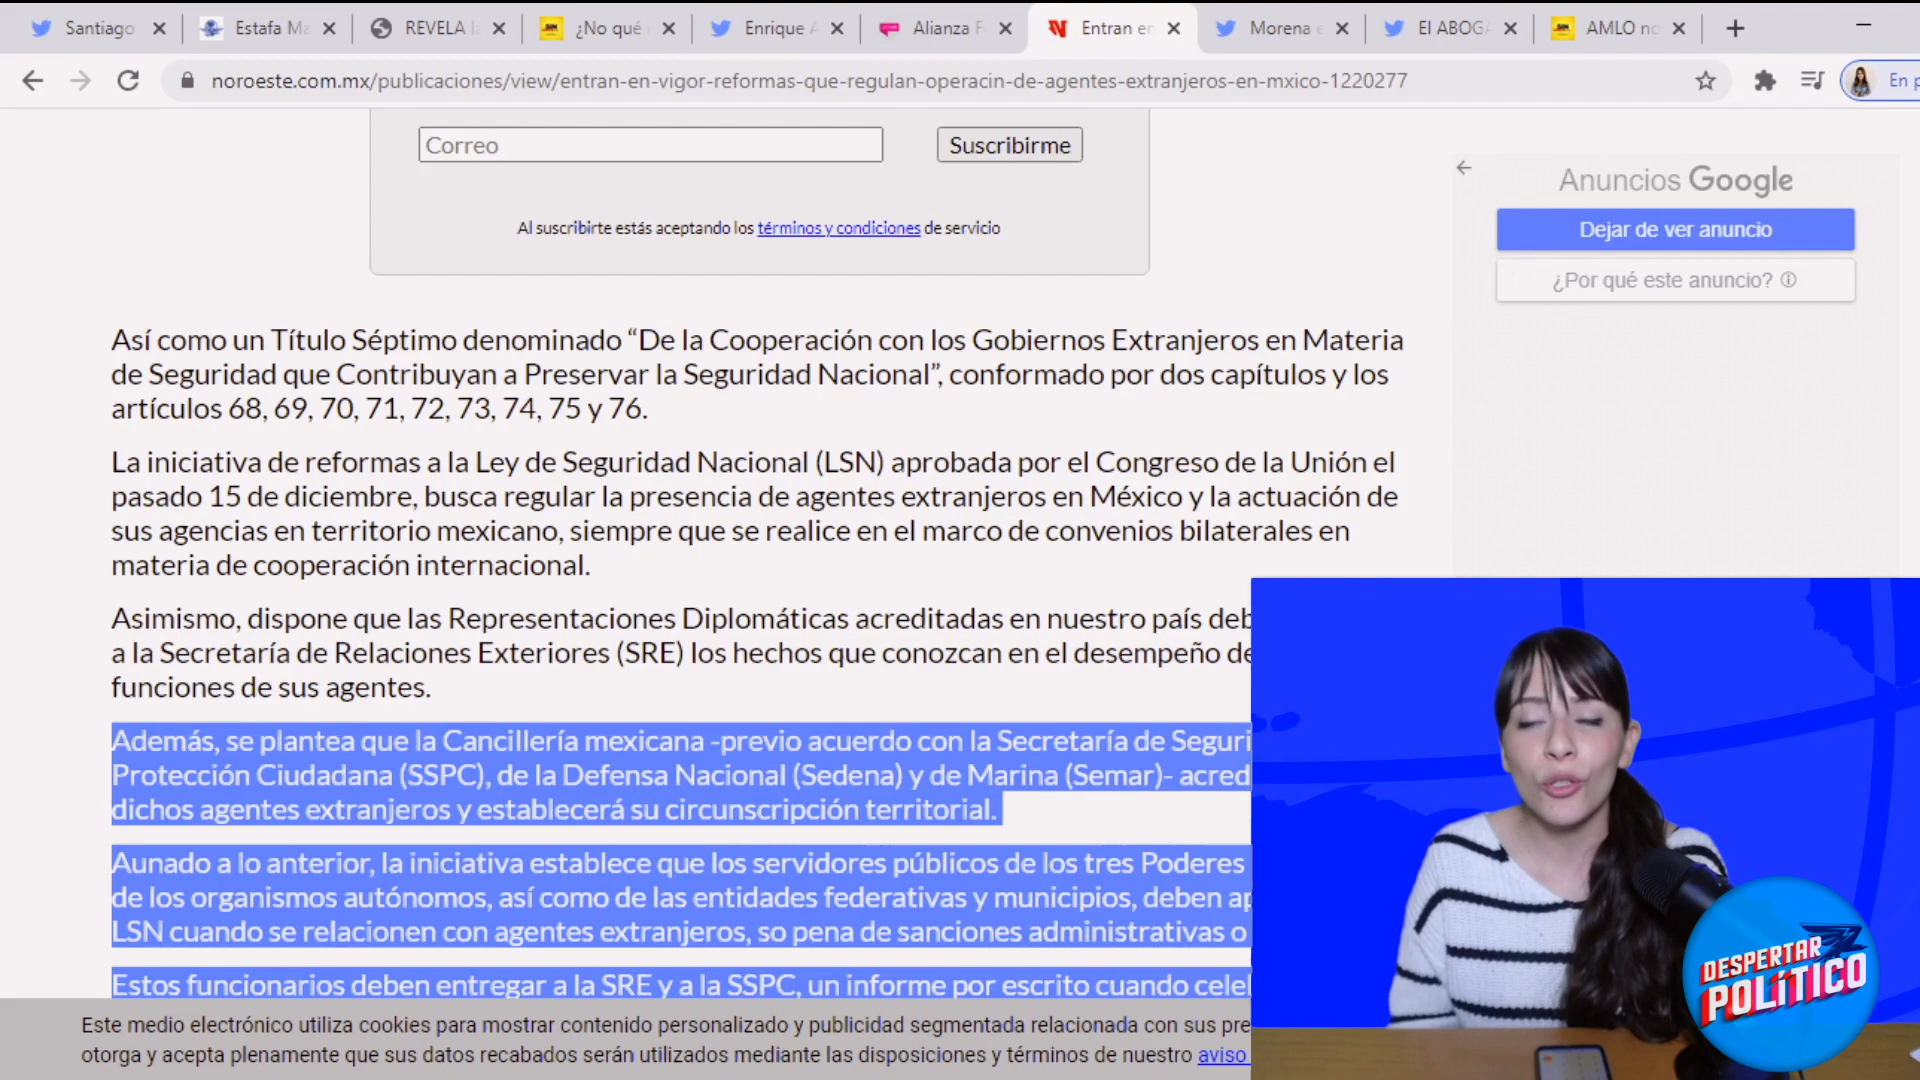 Santiago
Estafa Ma
REVELA l
¿No qué
Enrique A
Alianza F
Entran en
Morena e
El ABOGA
AMLO no
noroeste.com.mx/publicaciones/view/entran-en-vigor-reformas-que-regulan-operacin-de-agentes-extranjeros-en-mxico-1220277
En p
Correo
Suscribirme
Al suscribirte estás aceptando los términos y condiciones de servicio
Anuncios Google
Dejar de ver anuncio
¿Por qué este anuncio?
Así como un Título Séptimo denominado “De la Cooperación con los Gobiernos Extranjeros en Materia
de Seguridad que Contribuyan a Preservar la Seguridad Nacional”, conformado por dos capítulos y los
artículos 68, 69, 70, 71, 72, 73, 74, 75 y 76.
La iniciativa de reformas a la Ley de Seguridad Nacional (LSN) aprobada por el Congreso de la Unión el
pasado 15 de diciembre, busca regular la presencia de agentes extranjeros en México y la actuación de
sus agencias en territorio mexicano, siempre que se realice en el marco de convenios bilaterales en
materia de cooperación internacional.
Asimismo, dispone que las Representaciones Diplomáticas acreditadas en nuestro país deb
a la Secretaría de Relaciones Exteriores (SRE) los hechos que conozcan en el desempeño de
funciones de sus agentes.
Además, se plantea que la Cancillería mexicana -previo acuerdo con la Secretaría de Seguri
Protección Ciudadana (SSPC), de la Defensa Nacional (Sedena) y de Marina (Semar)- acred
dichos agentes extranjeros y establecerá su circunscripción territorial.
Aunado a lo anterior, la iniciativa establece que los servidores públicos de los tres Poderes
de los organismos autónomos, así como de las entidades federativas y municipios, deben ap
LSN cuando se relacionen con agentes extranjeros, so pena de sanciones administrativas o
Estos funcionarios deben entregar a la SRE y a la SSPC, un informe por escrito cuando celel
Este medio electrónico utiliza cookies para mostrar contenido personalizado y publicidad segmentada relacionada con sus pre
otorga y acepta plenamente que sus datos recabados serán utilizados mediante las disposiciones y términos de nuestro aviso
DESPERTAR
POLÍTICO